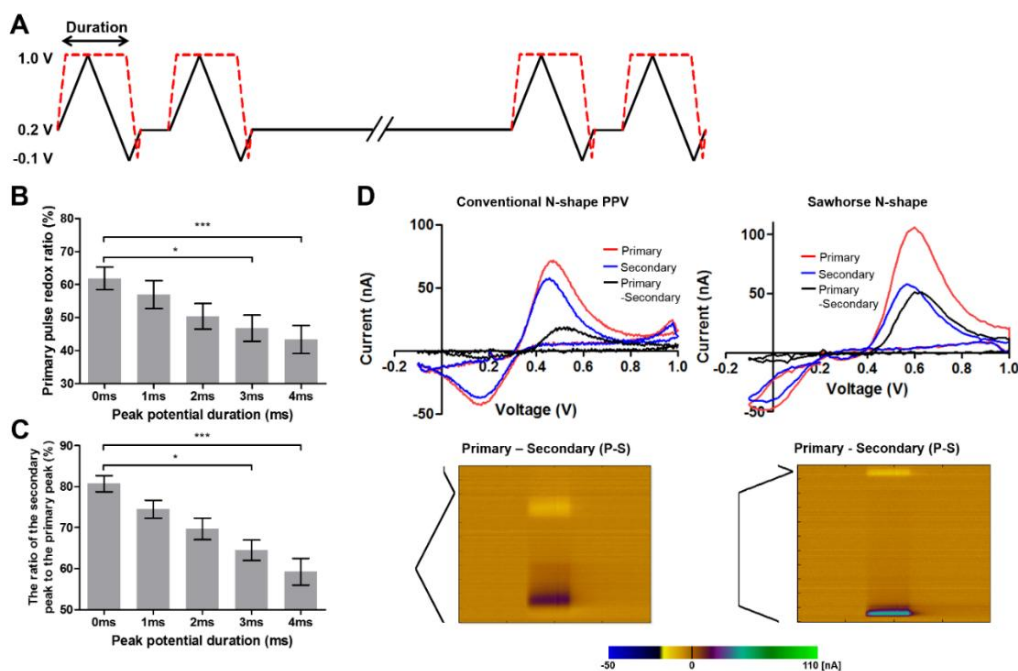 A
Duration
1.0 V
0.2 V
-0.1 V
B
Primary pulse redox ratio (%)
80
70
60
50
40
30
***
*
0ms 1ms 2ms 3ms 4ms
Peak potential duration (ms)
C
The ratio of the secondary
peak to the primary peak (%)
90
80
70
60
50
***
*
0ms 1ms 2ms 3ms 4ms
Peak potential duration (ms)
D
Conventional N-shape PPV
Current (nA)
100
50
-50
-0.2 0.2 0.4 0.6 0.8 1.0
Voltage (V)
Primary
Secondary
Primary
-Secondary
Sawhorse N-shape
Current (nA)
100
50
-50
-0.2 0.2 0.4 0.6 0.8 1.0
Voltage (V)
Primary
Secondary
Primary
-Secondary
Primary – Secondary (P-S)
Primary - Secondary (P-S)
-50 0 110 [nA]